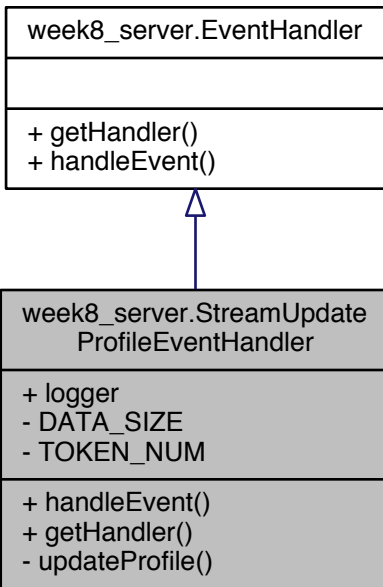 week8_server.EventHandler
+ getHandler()
+ handleEvent()
week8_server.StreamUpdate
ProfileEventHandler
+ logger
- DATA_SIZE
- TOKEN_NUM
+ handleEvent()
+ getHandler()
- updateProfile()